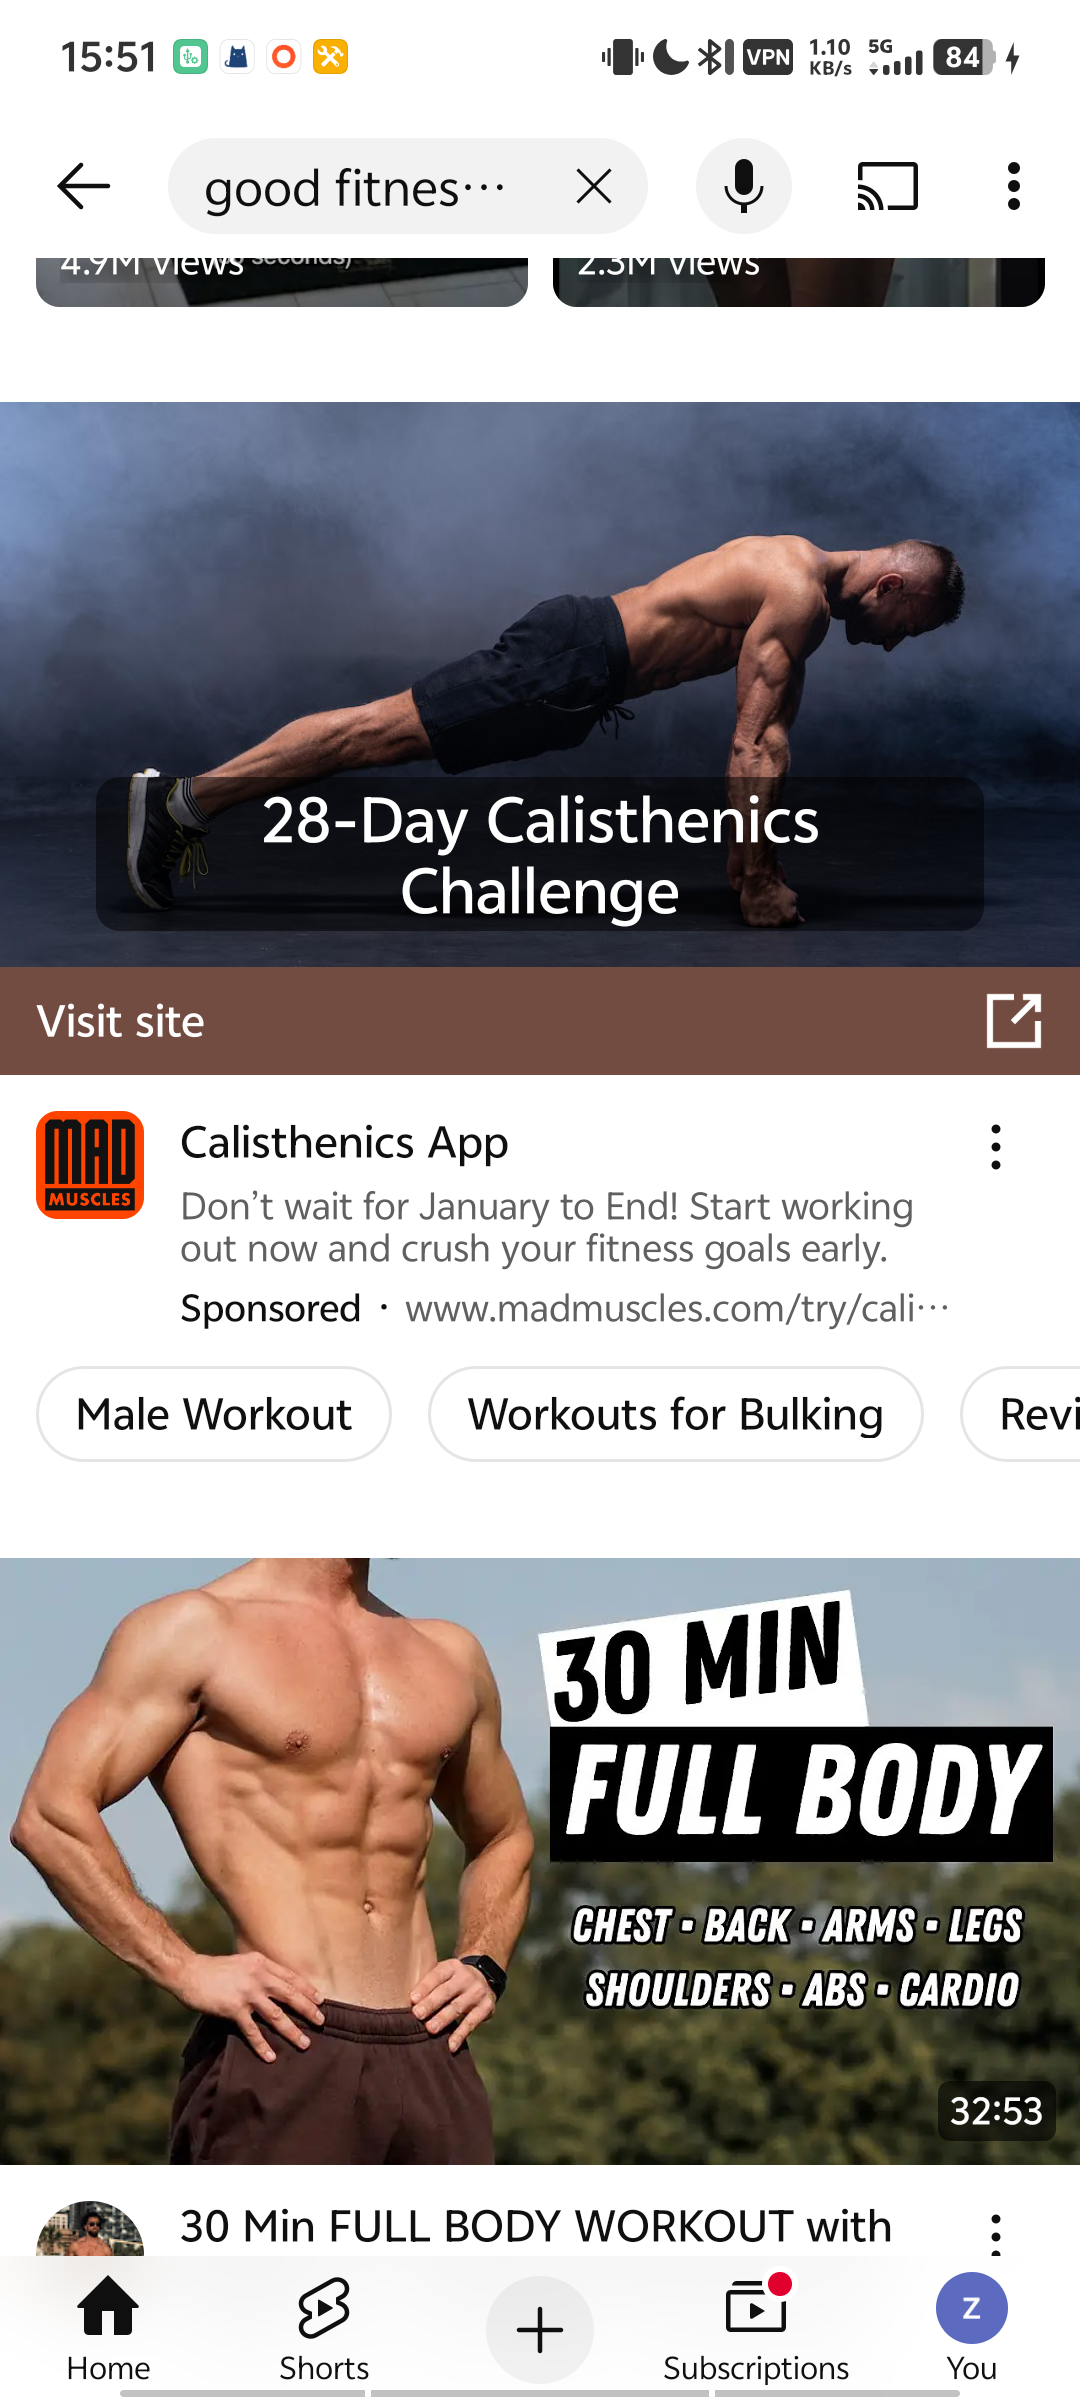 15:51
VPN
1.10 KB/s
5G
84
good fitnes…
4.9M views
seconds)
2.3M views
28-Day Calisthenics
Challenge
Visit site
MAD
MUSCLES
Calisthenics App
Don’t wait for January to End! Start working
out now and crush your fitness goals early.
Sponsored · www.madmuscles.com/try/cali…
Male Workout
Workouts for Bulking
Revi
30 MIN
FULL BODY
CHEST · BACK · ARMS · LEGS
SHOULDERS · ABS · CARDIO
32:53
30 Min FULL BODY WORKOUT with
Home
Shorts
Subscriptions
Z
You